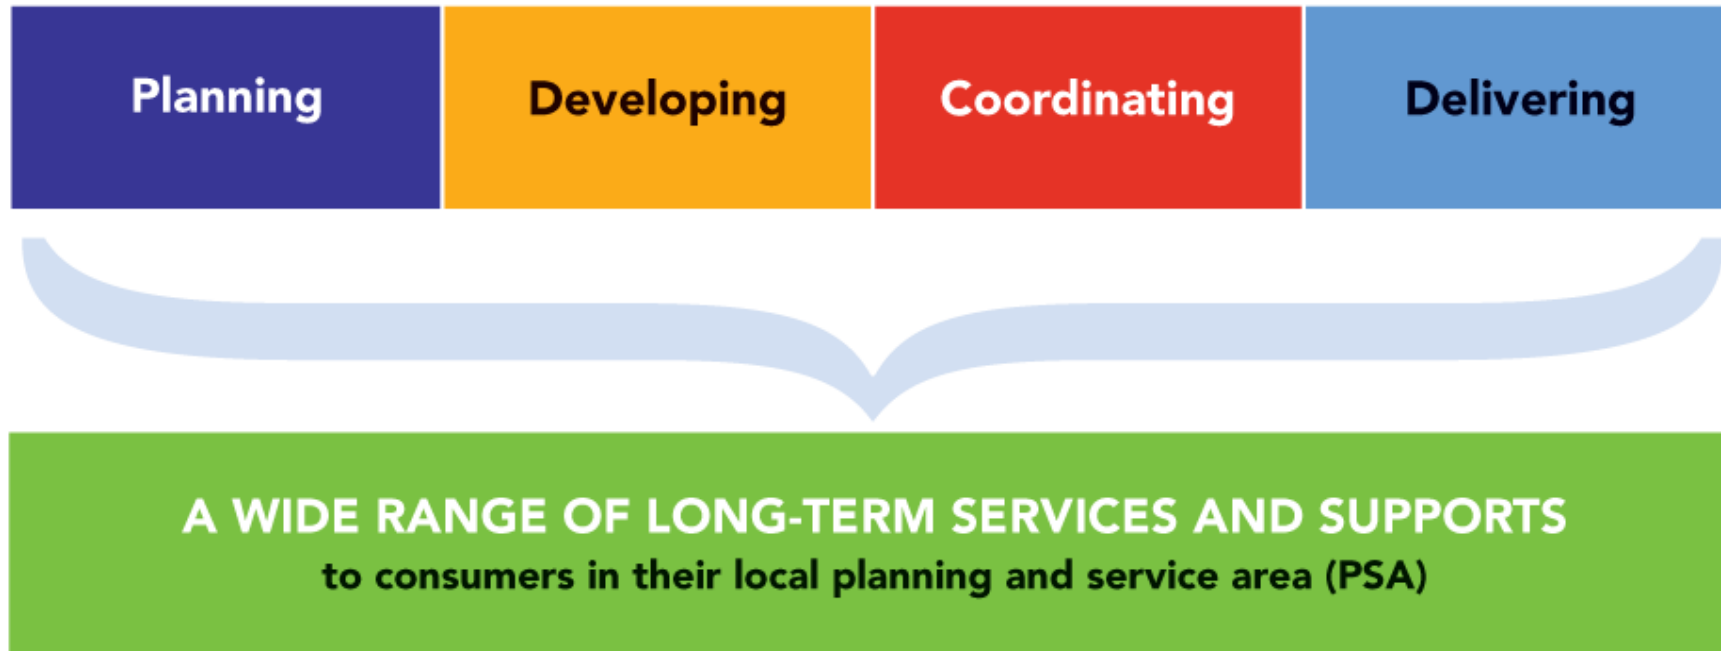 Planning
Developing
Coordinating
Delivering
A WIDE RANGE OF LONG-TERM SERVICES AND SUPPORTS
to consumers in their local planning and service area (PSA)